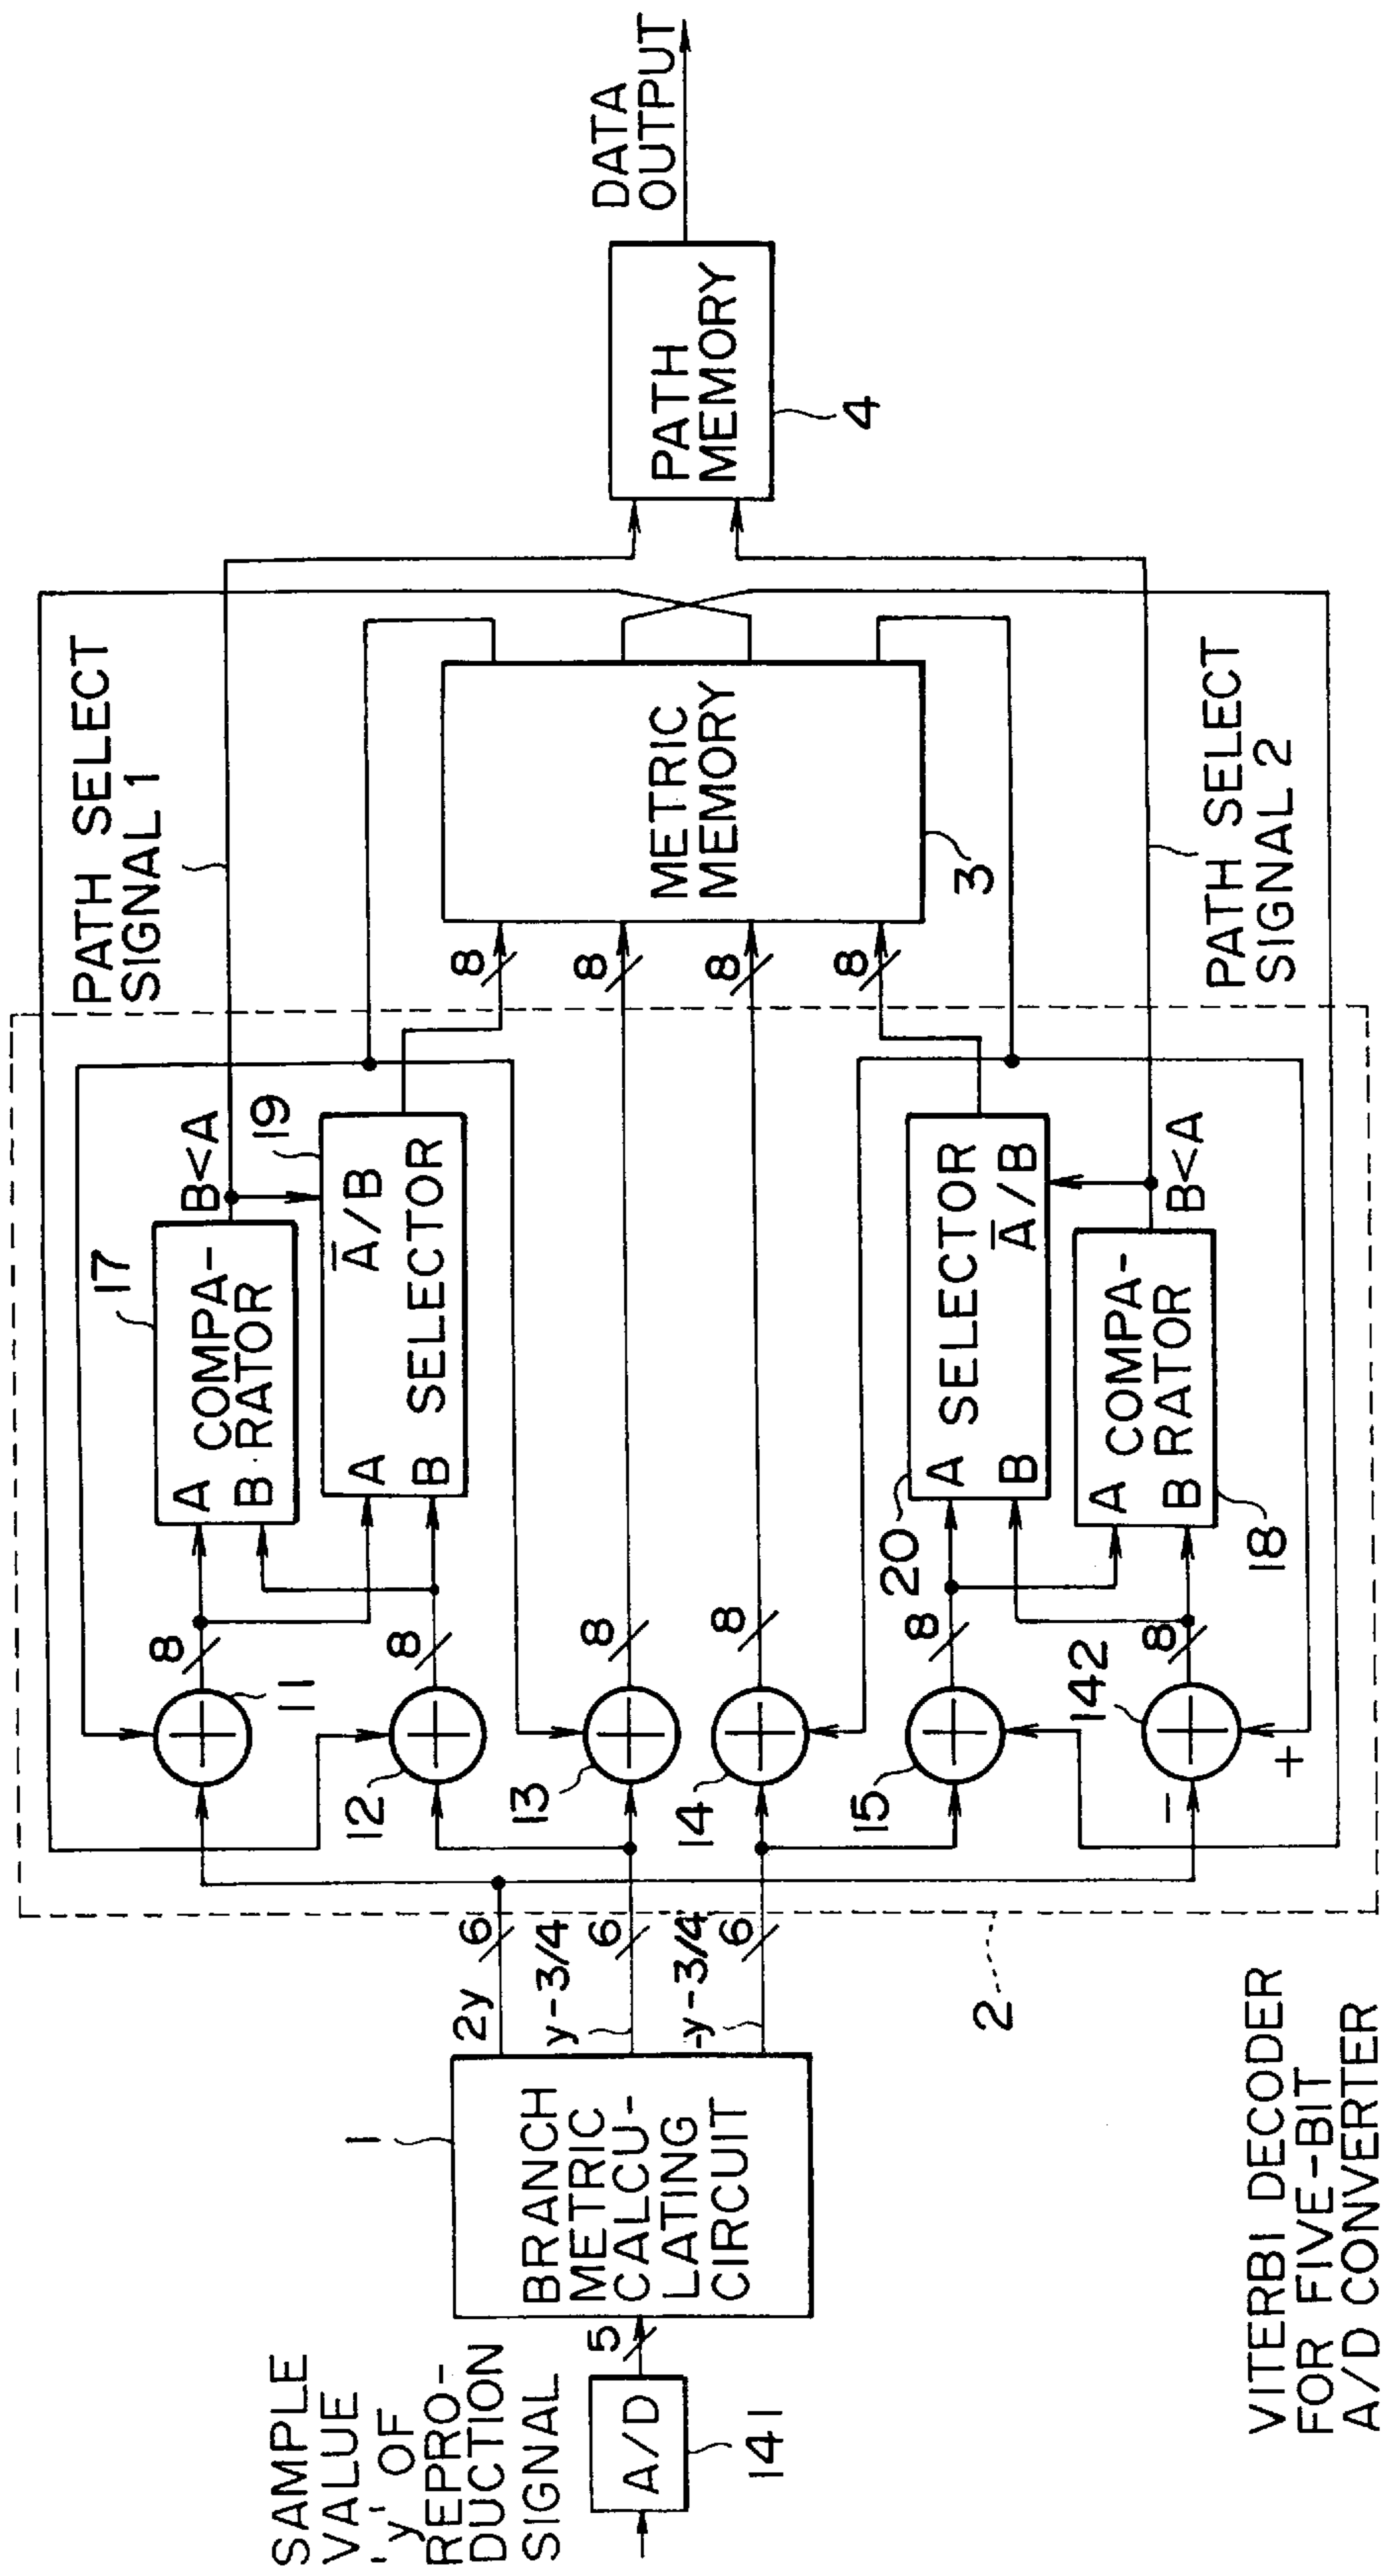 SAMPLE
VALUE
'y' OF
REPRO-
DUCTION
SIGNAL
A/D
141
5
1
BRANCH
METRIC
CALCU-
LATING
CIRCUIT
2y
6
y-3/4
6
-y-3/4
6
2
11
8
12
8
13
8
14
8
15
8
142
-
+
8
17
A
COMPA-
B
RATOR
B<A
19
A
A̅/B
B
SELECTOR
20
A
SELECTOR
B
A̅/B
A
COMPA-
B
RATOR
18
B<A
PATH SELECT
SIGNAL 1
8
8
8
8
METRIC
MEMORY
3
PATH SELECT
SIGNAL 2
PATH
MEMORY
4
DATA
OUTPUT
VITERBI DECODER
FOR FIVE-BIT
A/D CONVERTER